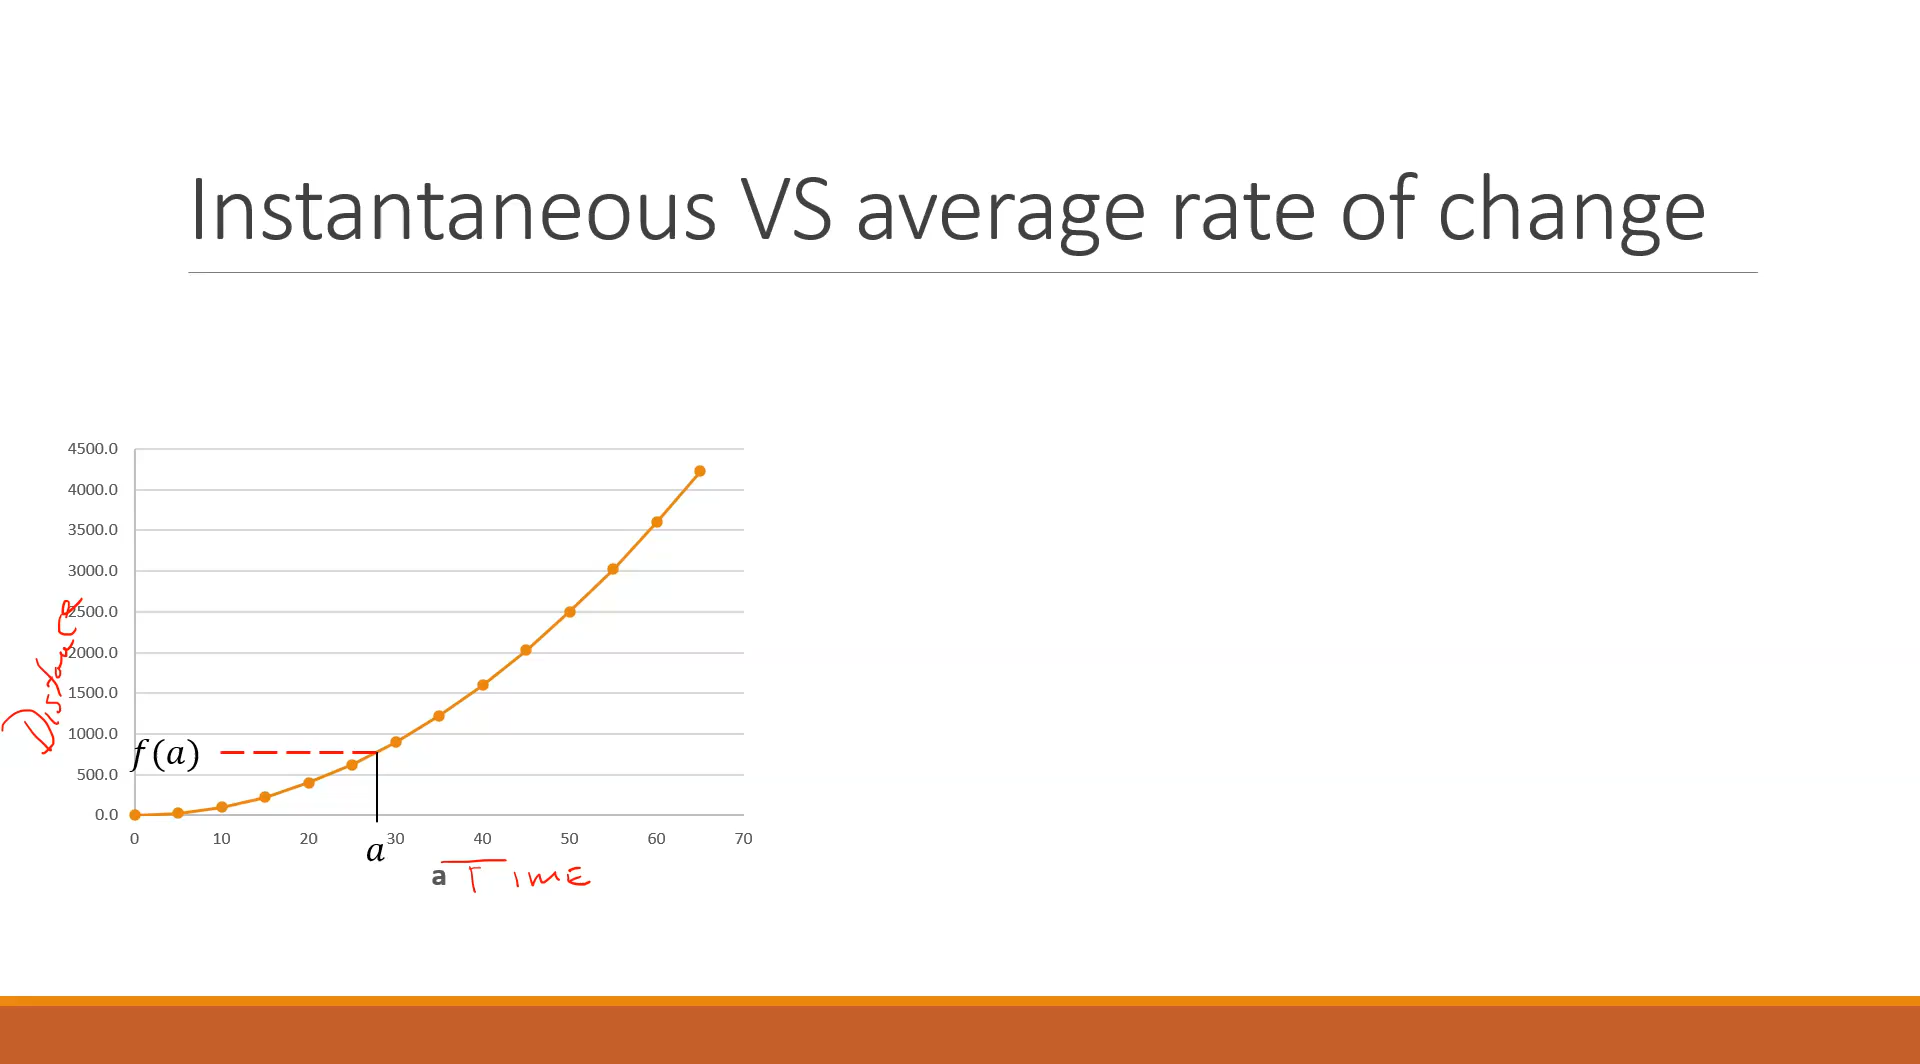 Instantaneous VS average rate of change
4500.0
4000.0
3500.0
3000.0
2500.0
2000.0
1500.0
1000.0
500.0
0.0
Distance
f(a)
0 10 20 30 40 50 60 70
a
a TIME